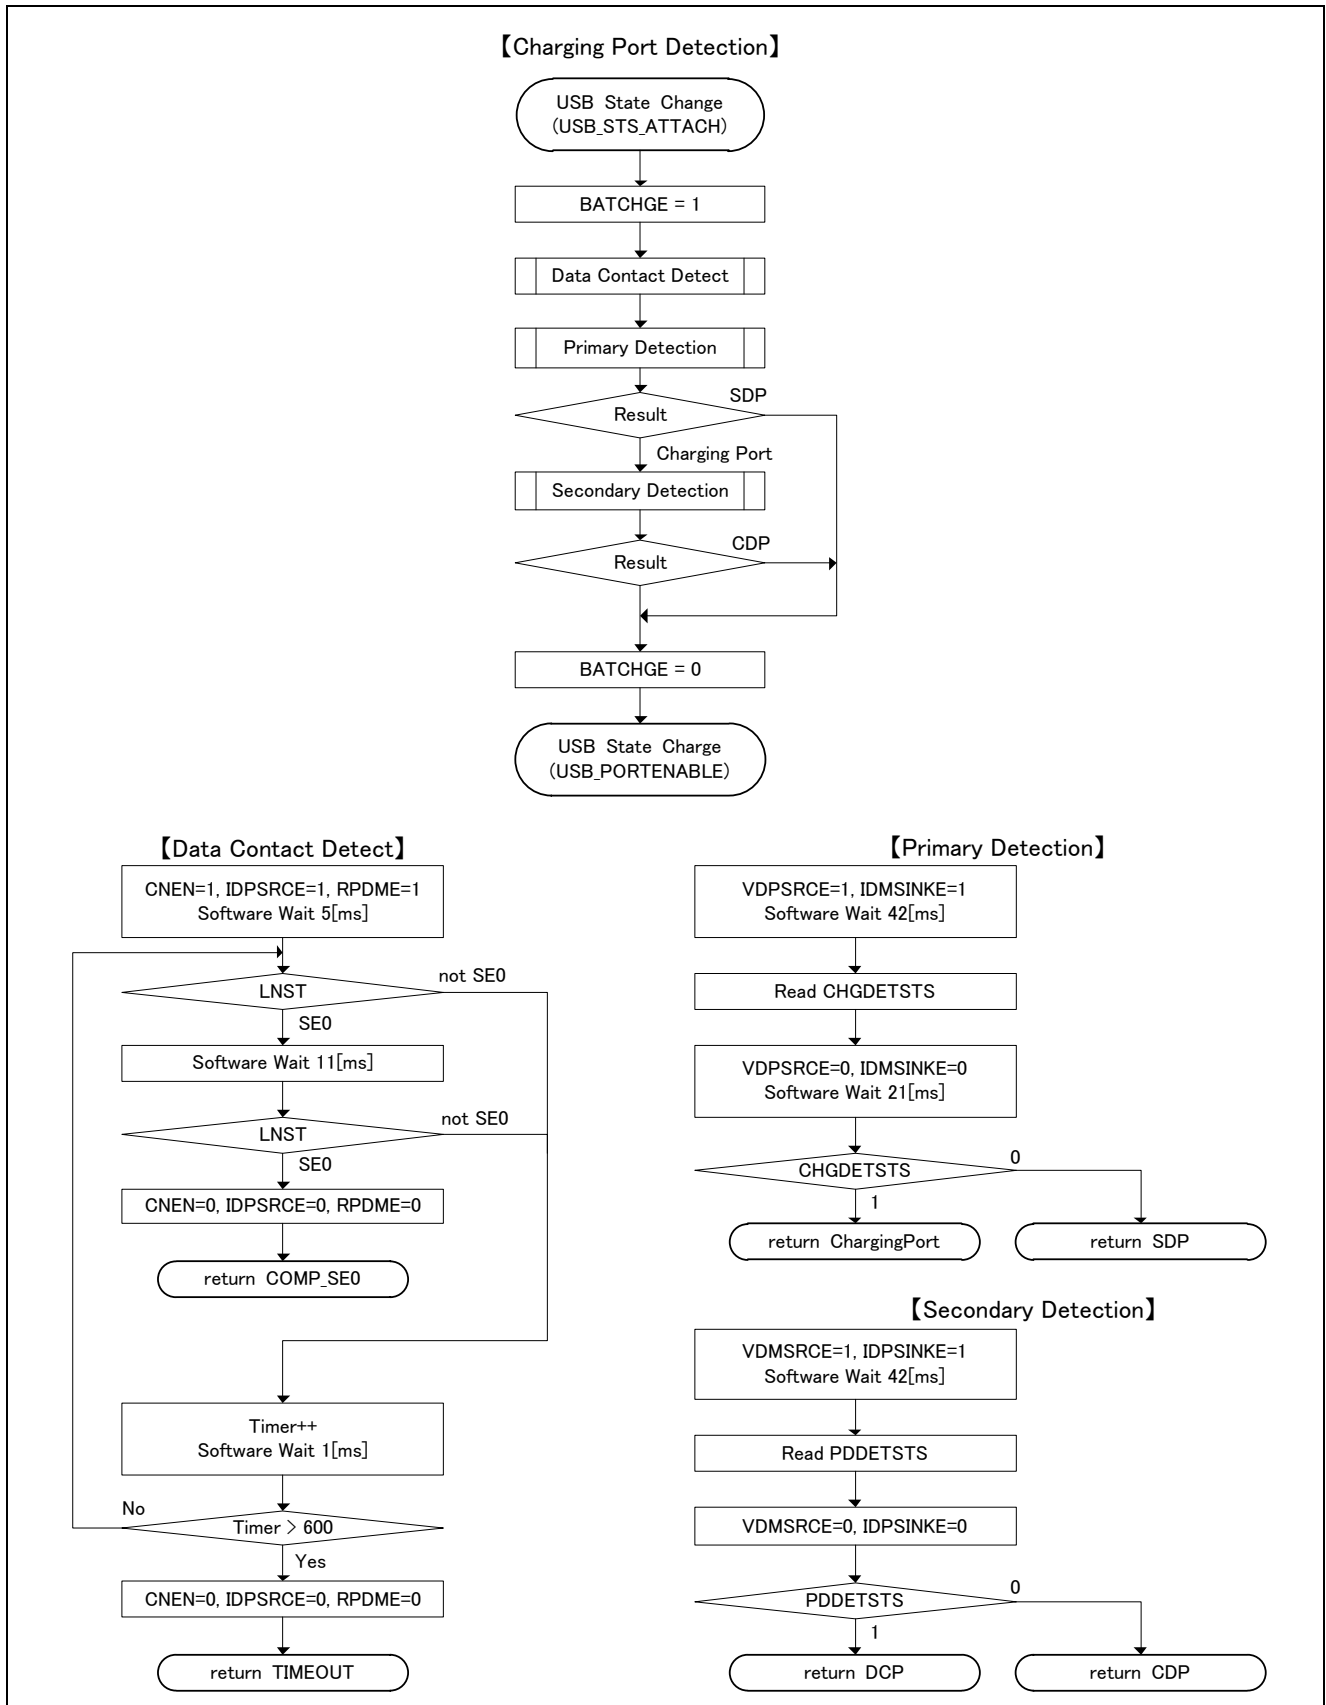 【Charging Port Detection】
USB State Change
(USB_STS_ATTACH)
BATCHGE = 1
Data Contact Detect
Primary Detection
SDP
Result
Charging Port
Secondary Detection
CDP
Result
BATCHGE = 0
USB State Charge
(USB_PORTENABLE)
【Data Contact Detect】
CNEN=1, IDPSRCE=1, RPDME=1
Software Wait 5[ms]
LNST
not SE0
SE0
Software Wait 11[ms]
LNST
not SE0
SE0
CNEN=0, IDPSRCE=0, RPDME=0
return COMP_SE0
Timer++
Software Wait 1[ms]
No
Timer > 600
Yes
CNEN=0, IDPSRCE=0, RPDME=0
return TIMEOUT
【Primary Detection】
VDPSRCE=1, IDMSINKE=1
Software Wait 42[ms]
Read CHGDETSTS
VDPSRCE=0, IDMSINKE=0
Software Wait 21[ms]
CHGDETSTS
0
1
return ChargingPort
return SDP
【Secondary Detection】
VDMSRCE=1, IDPSINKE=1
Software Wait 42[ms]
Read PDDETSTS
VDMSRCE=0, IDPSINKE=0
PDDETSTS
0
1
return DCP
return CDP